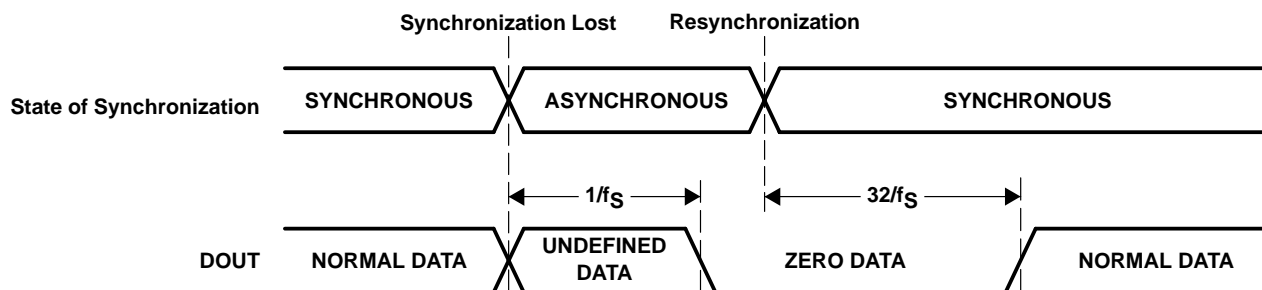 Synchronization Lost
Resynchronization
State of Synchronization
SYNCHRONOUS
ASYNCHRONOUS
SYNCHRONOUS
1/fS
32/fS
DOUT
NORMAL DATA
UNDEFINED
DATA
ZERO DATA
NORMAL DATA